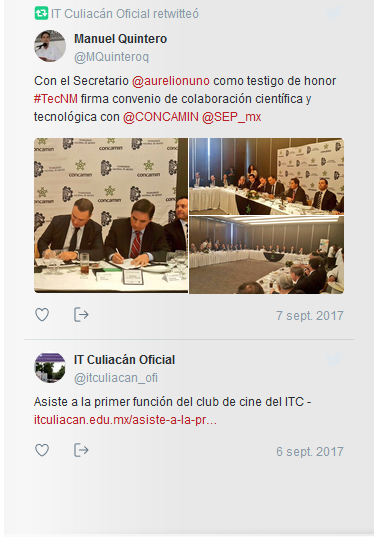 IT Culiacán Oficial retwitteó
Manuel Quintero
@MQuinteroq
Con el Secretario @aurelionuno como testigo de honor
#TecNM firma convenio de colaboración científica y
tecnológica con @CONCAMIN @SEP_mx
concamin
concamin
concamin
7 sept. 2017
IT Culiacán Oficial
@itculiacan_ofi
Asiste a la primer función del club de cine del ITC -
itculiacan.edu.mx/asiste-a-la-pr…
6 sept. 2017